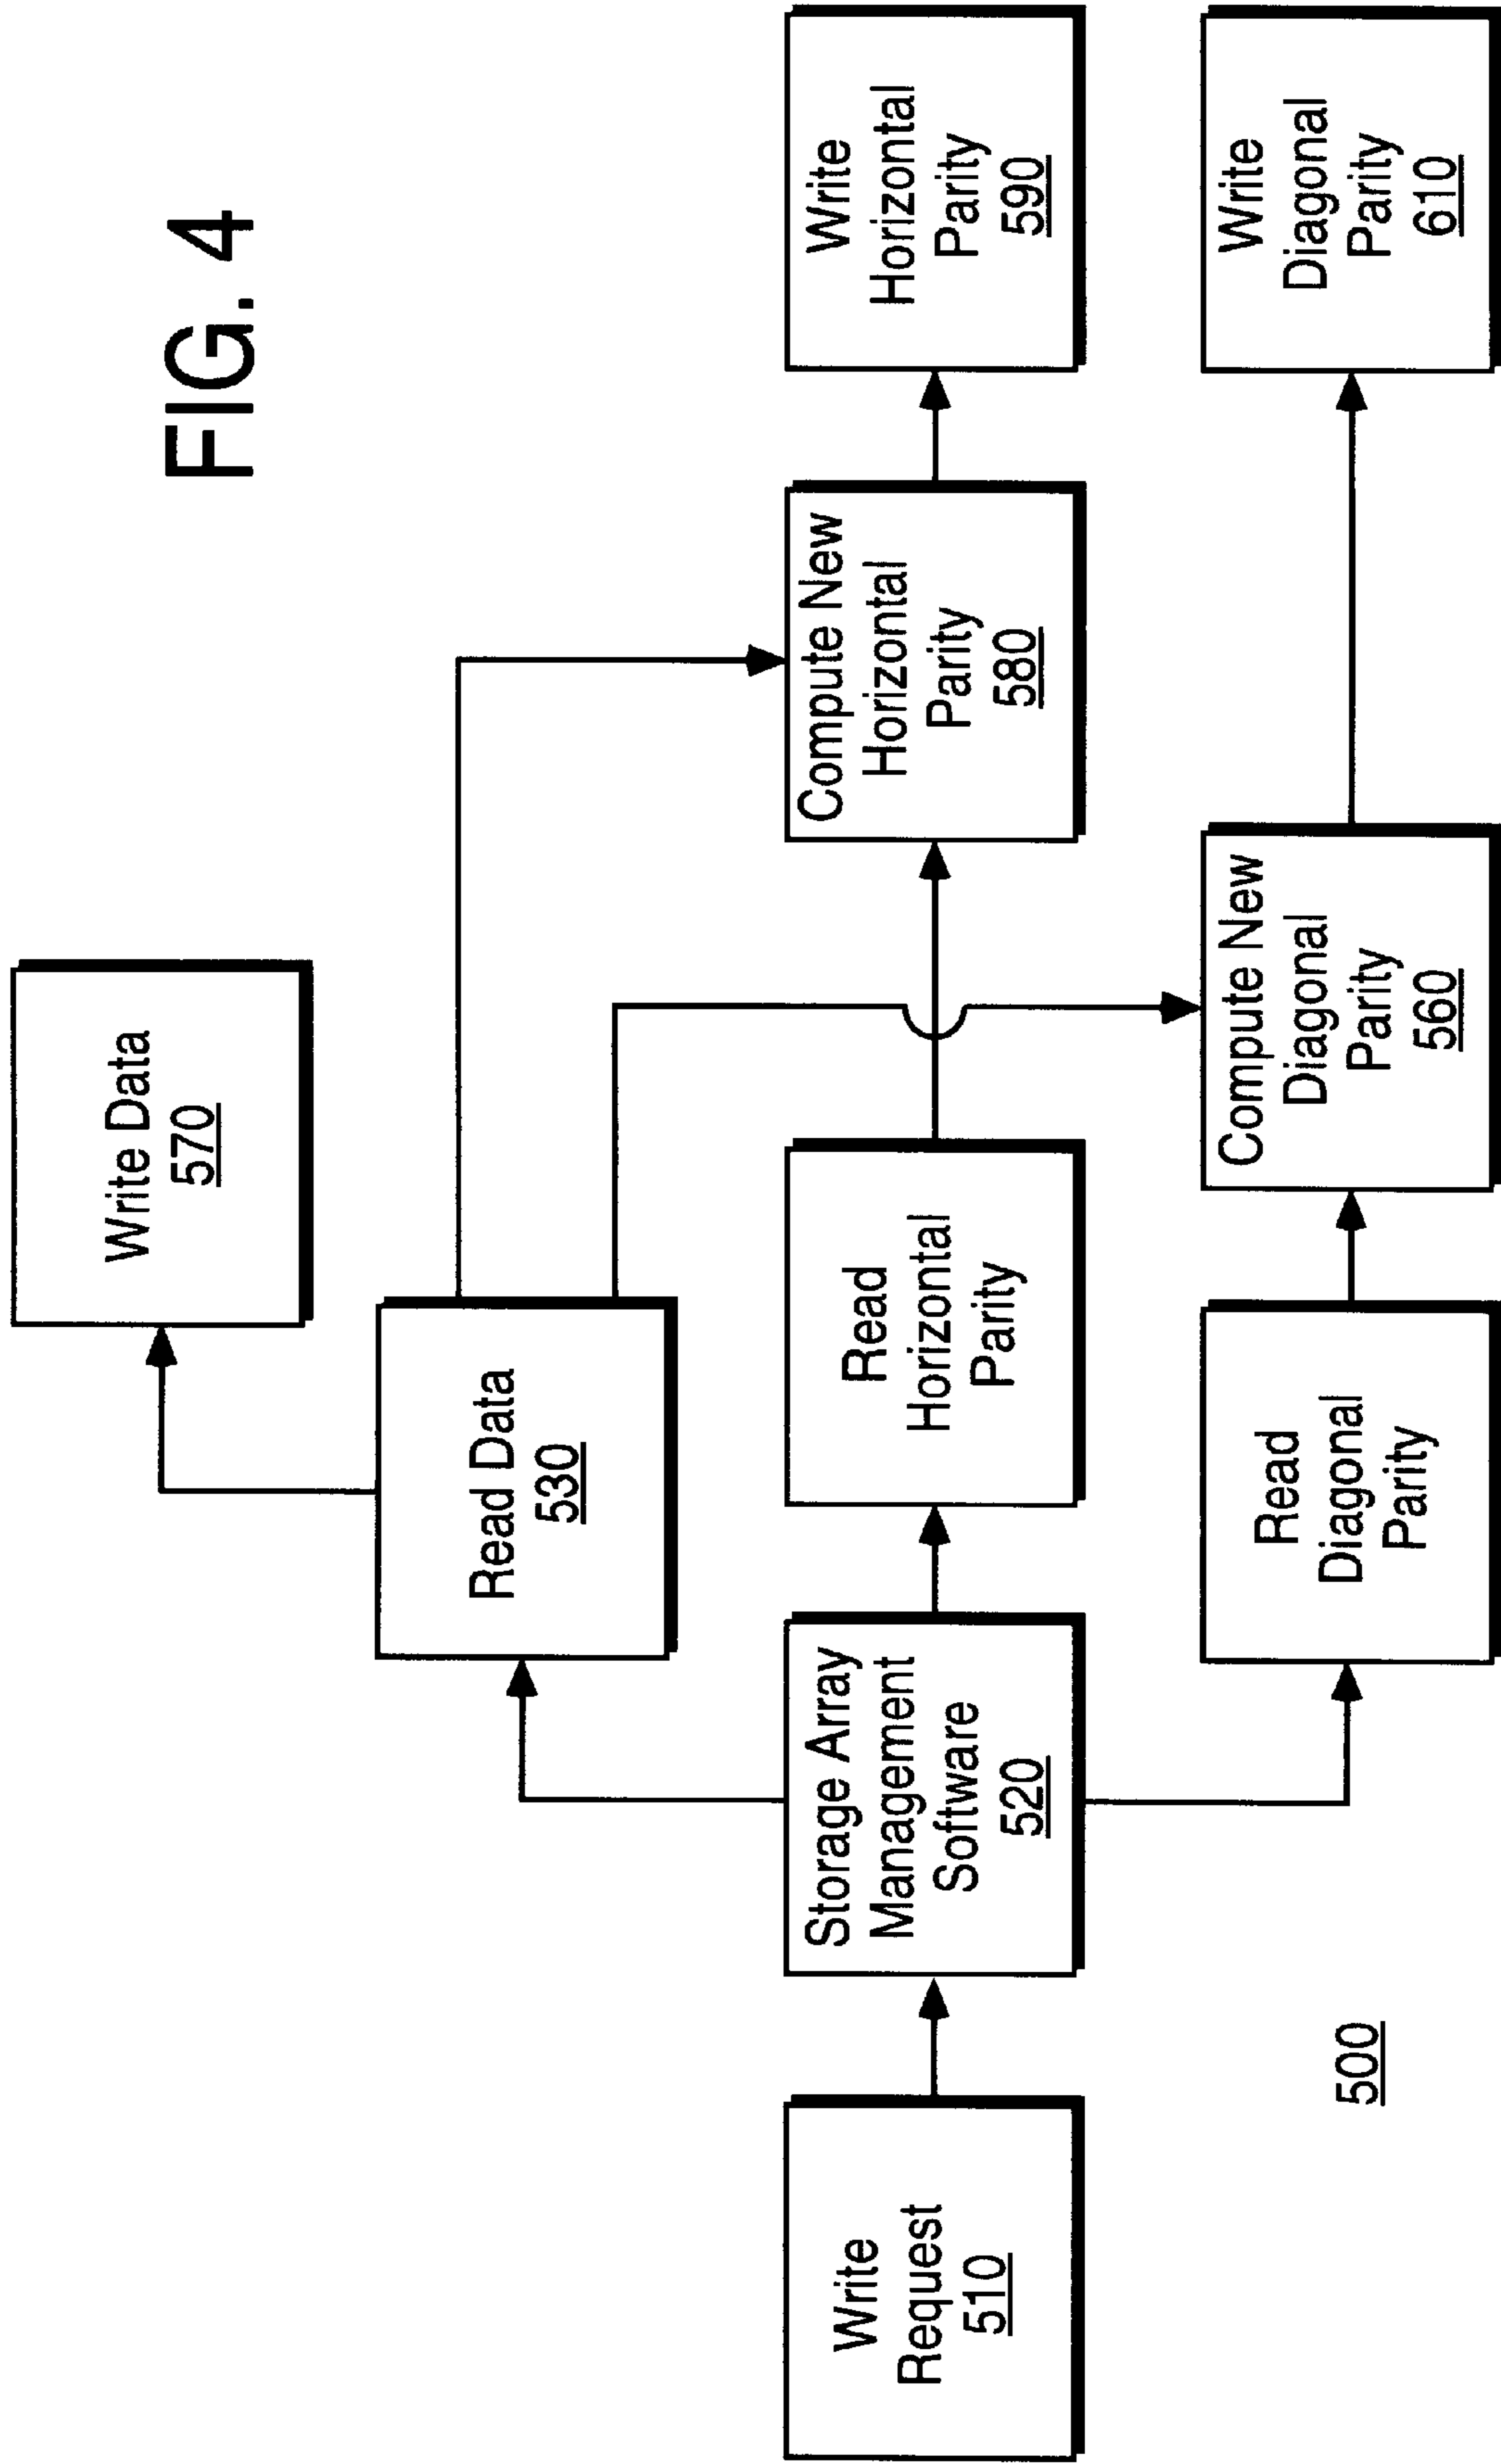 FIG. 4
Write Data
570
Read Data
530
Write
Request
510
Storage Array
Management
Software
520
Read
Horizontal
Parity
Compute New
Horizontal
Parity
580
Write
Horizontal
Parity
590
Read
Diagonal
Parity
Compute New
Diagonal
Parity
560
Write
Diagonal
Parity
610
500